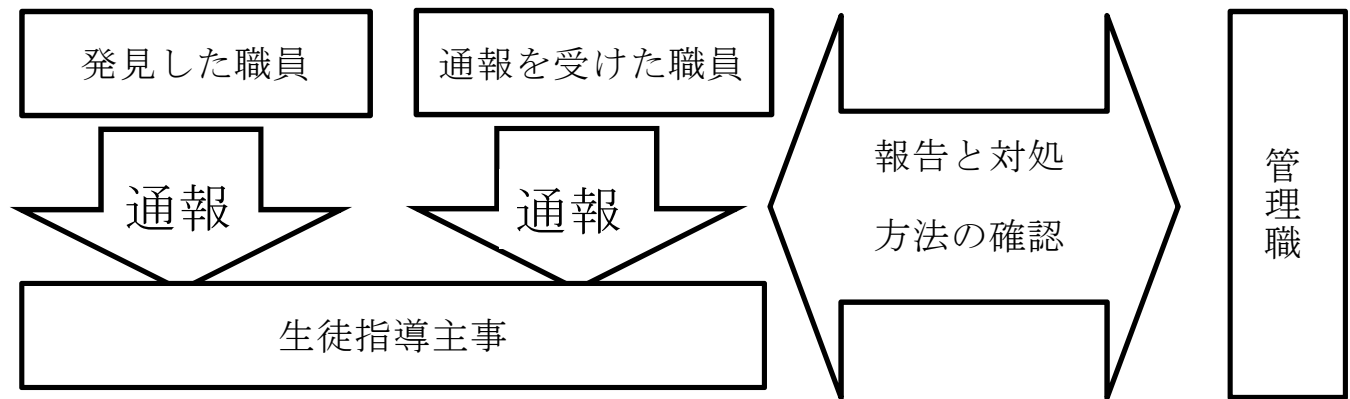 発見した職員
通報を受けた職員
通報
通報
生徒指導主事
報告と対処
方法の確認
管理職